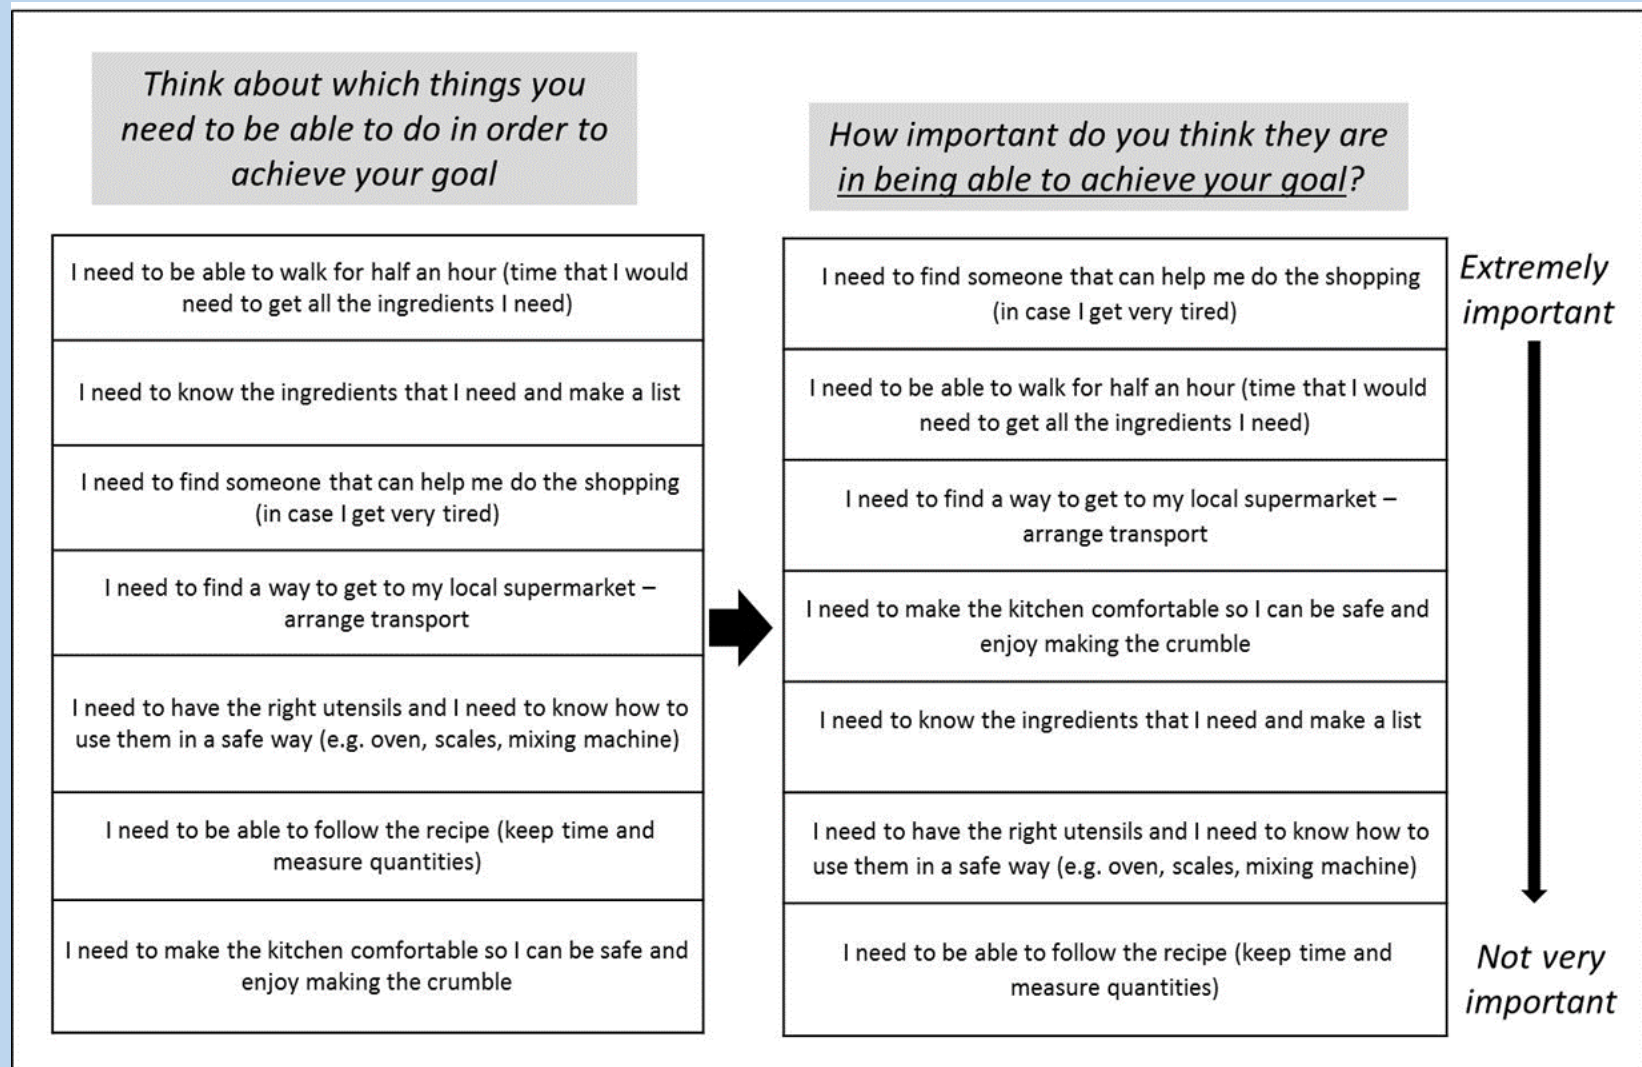 Think about which things you
need to be able to do in order to
achieve your goal
I need to be able to walk for half an hour (time that I would
need to get all the ingredients I need)
I need to know the ingredients that I need and make a list
I need to find someone that can help me do the shopping
(in case I get very tired)
I need to find a way to get to my local supermarket –
arrange transport
I need to have the right utensils and I need to know how to
use them in a safe way (e.g. oven, scales, mixing machine)
I need to be able to follow the recipe (keep time and
measure quantities)
I need to make the kitchen comfortable so I can be safe and
enjoy making the crumble
How important do you think they are
in being able to achieve your goal?
I need to find someone that can help me do the shopping
(in case I get very tired)
I need to be able to walk for half an hour (time that I would
need to get all the ingredients I need)
I need to find a way to get to my local supermarket –
arrange transport
I need to make the kitchen comfortable so I can be safe and
enjoy making the crumble
I need to know the ingredients that I need and make a list
I need to have the right utensils and I need to know how to
use them in a safe way (e.g. oven, scales, mixing machine)
I need to be able to follow the recipe (keep time and
measure quantities)
Extremely
important
Not very
important